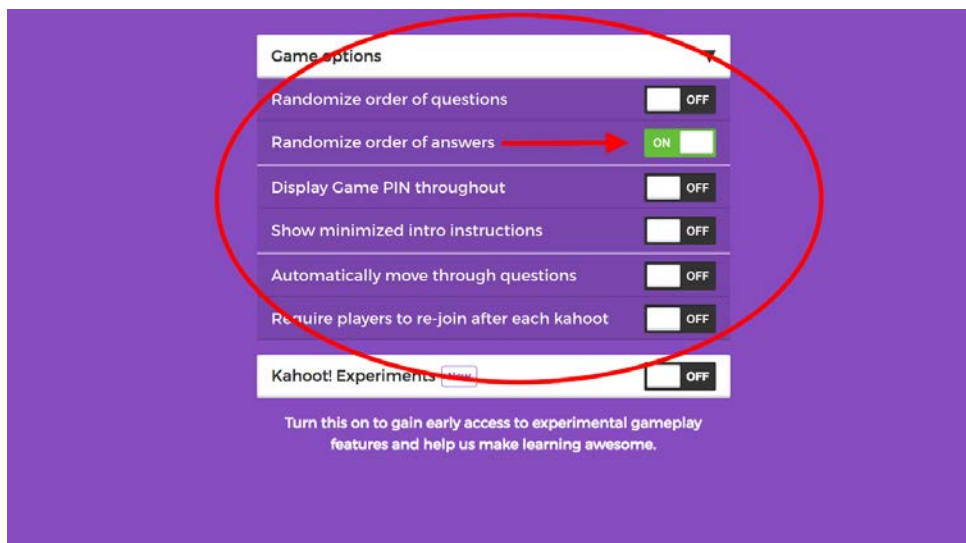 Game options
Randomize order of questions OFF
Randomize order of answers ON
Display Game PIN throughout OFF
Show minimized intro instructions OFF
Automatically move through questions OFF
Require players to re-join after each kahoot OFF
Kahoot! Experiments New OFF
Turn this on to gain early access to experimental gameplay
features and help us make learning awesome.